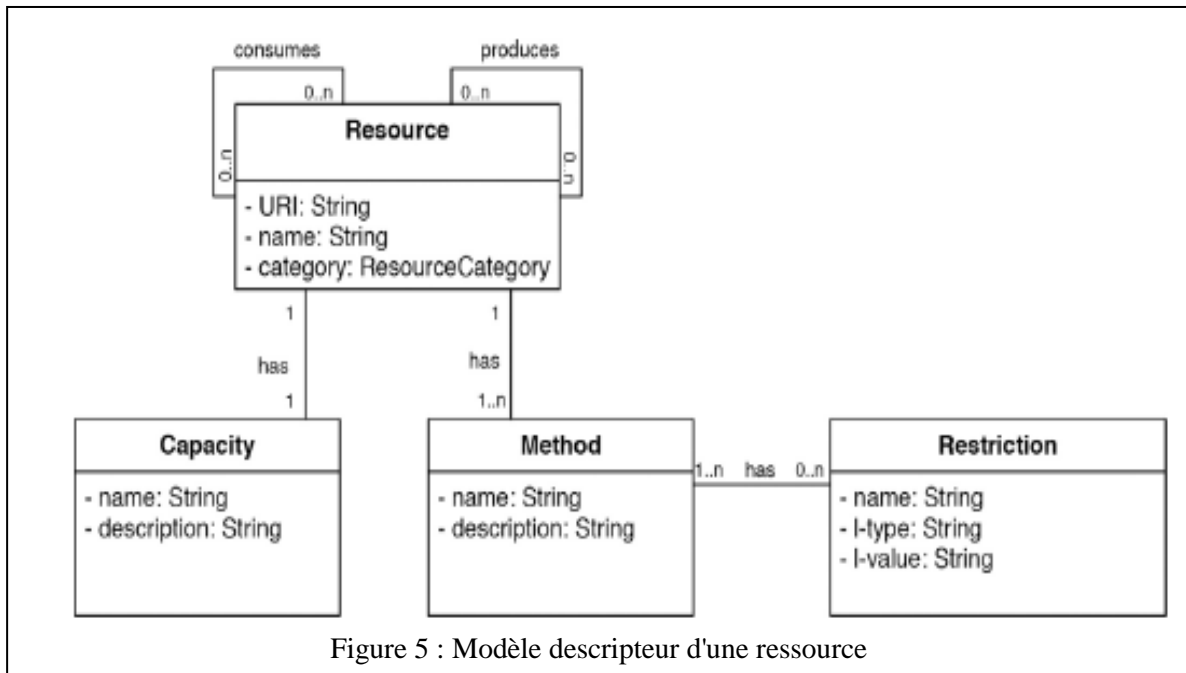 consumes
produces
0..n
0..n
Resource
0..n
0..n
- URI: String
- name: String
- category: ResourceCategory
1
1
has
has
1
1..n
Capacity
- name: String
- description: String
Method
- name: String
- description: String
1..n has 0..n
Restriction
- name: String
- I-type: String
- I-value: String
Figure 5 : Modèle descripteur d'une ressource